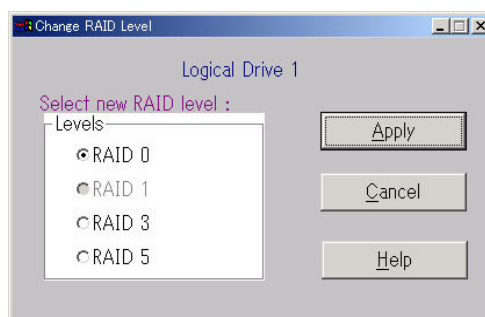 Change RAID Level
Logical Drive 1
Select new RAID level :
Levels
RAID 0
RAID 1
RAID 3
RAID 5
Apply
Cancel
Help